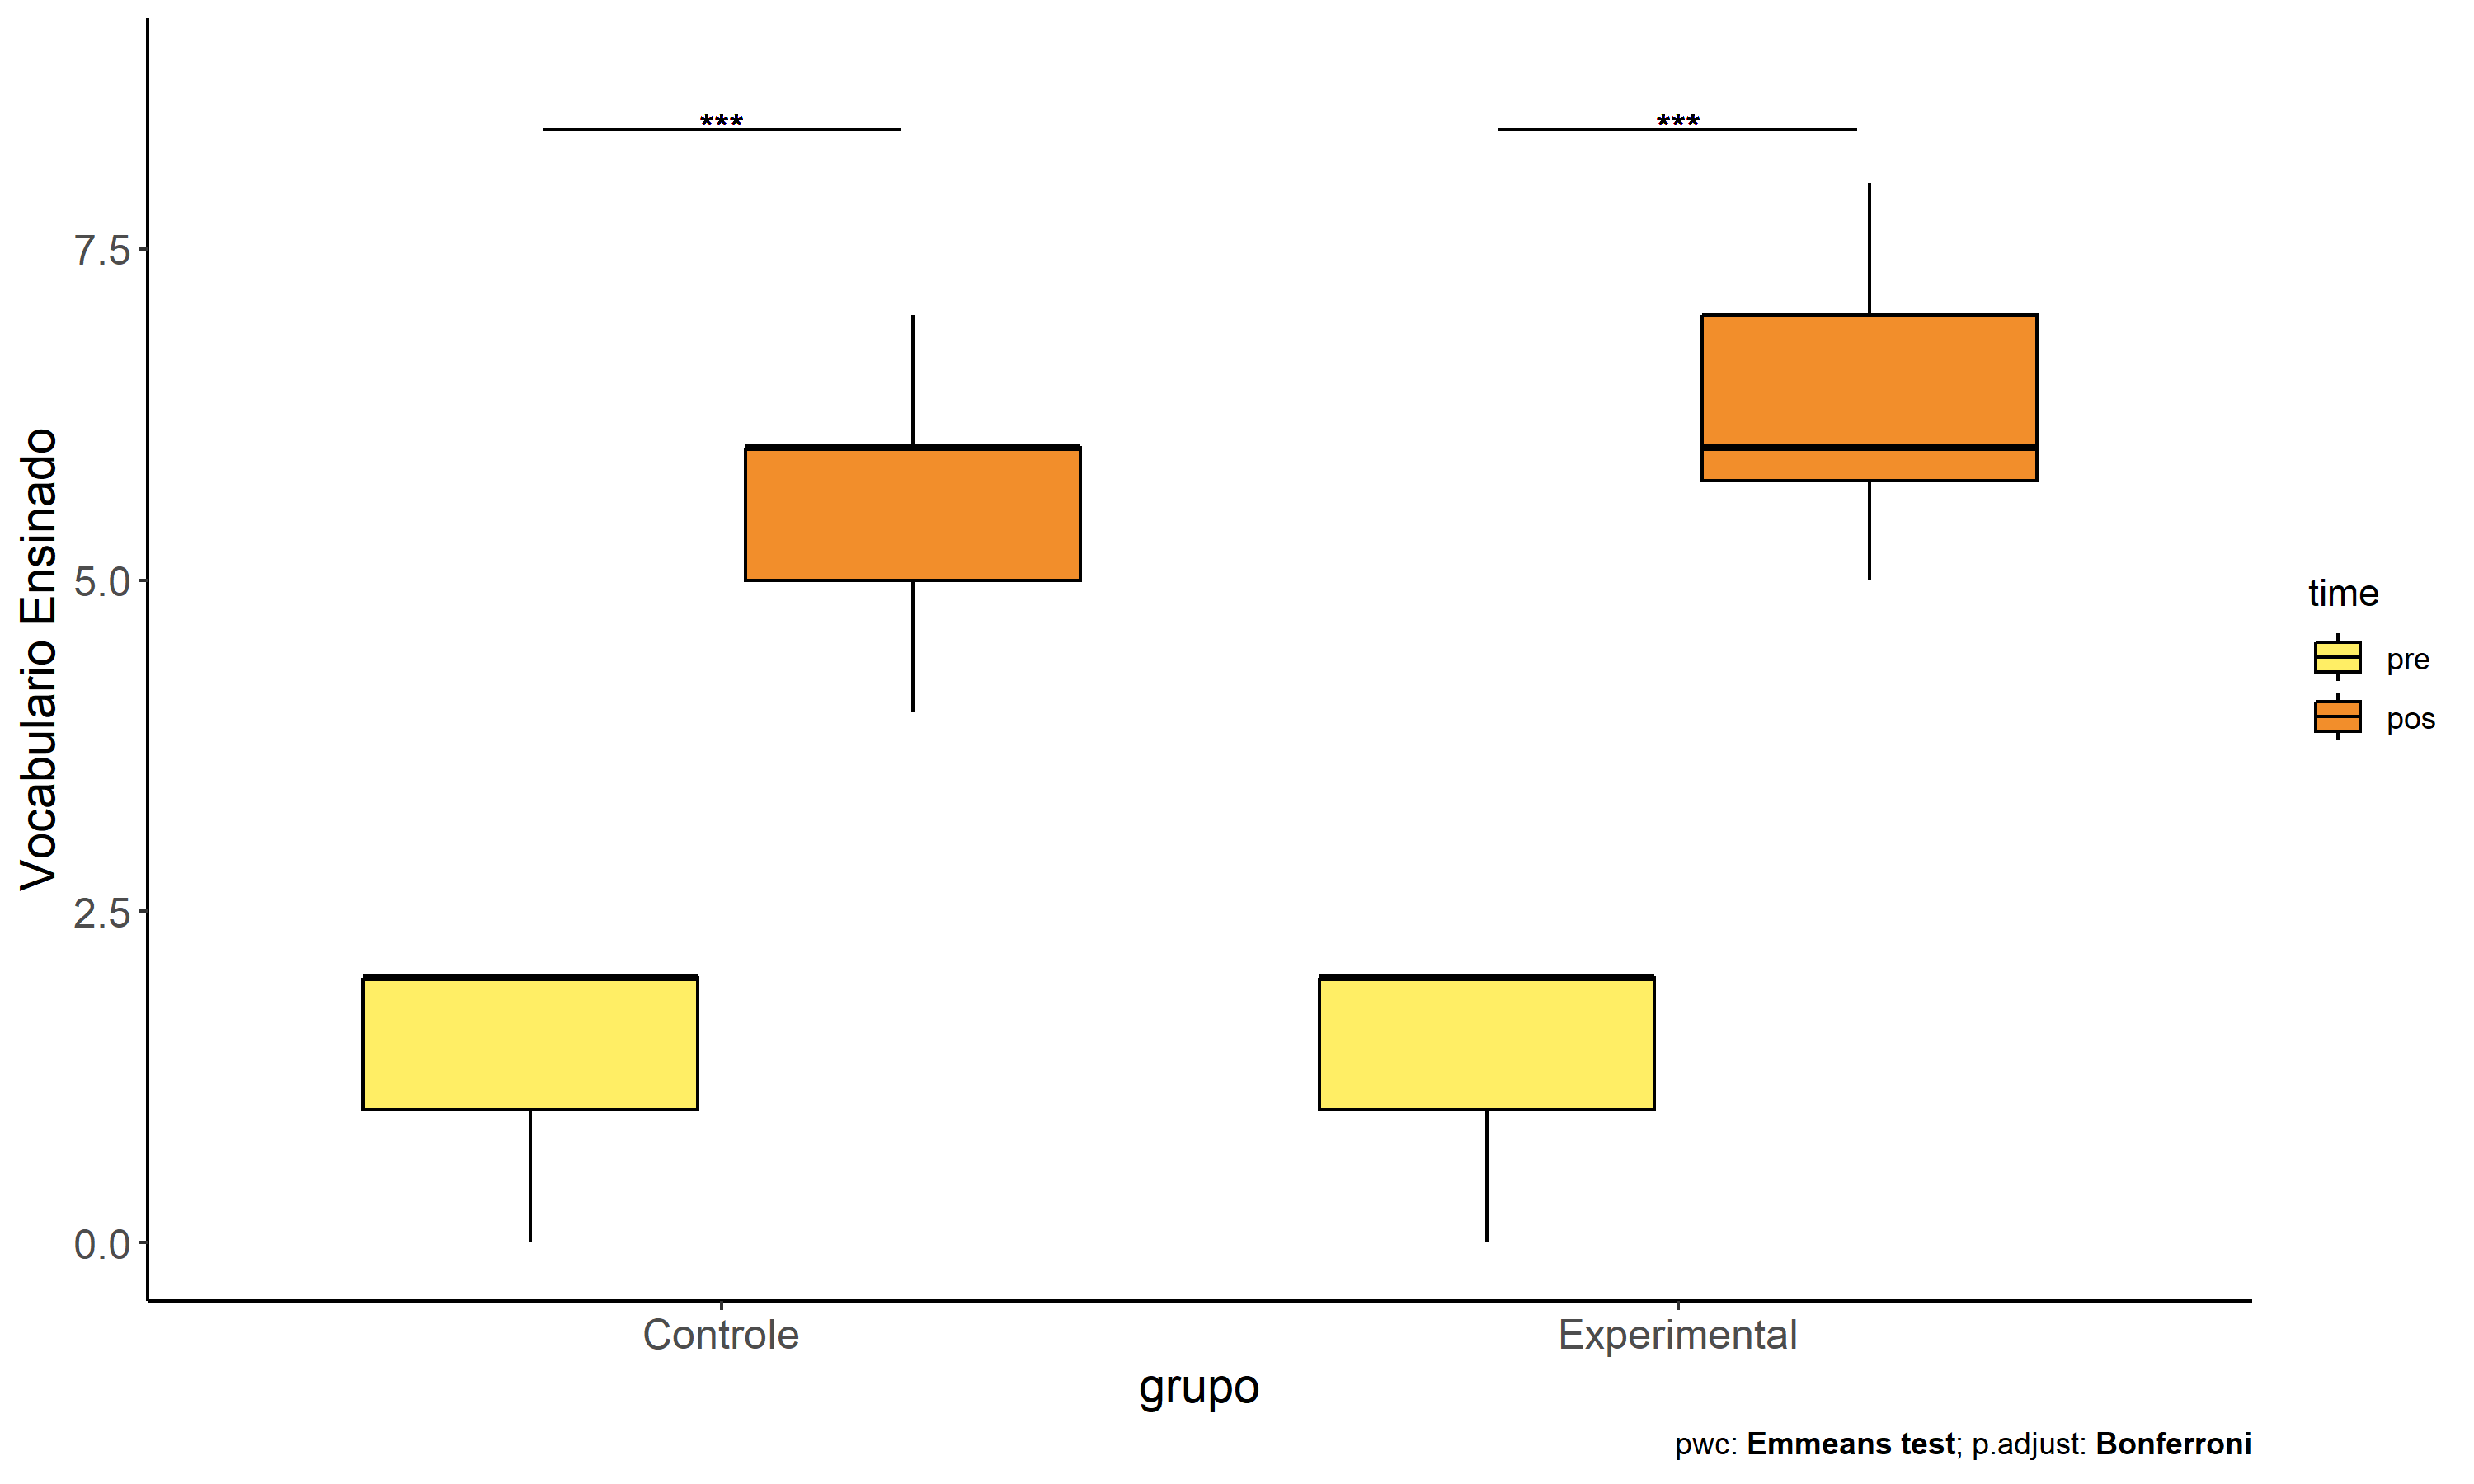 ***
***
Vocabulario Ensinado
7.5
5.0
2.5
0.0
Controle
Experimental
grupo
time
pre
pos
pwc: Emmeans test; p.adjust: Bonferroni